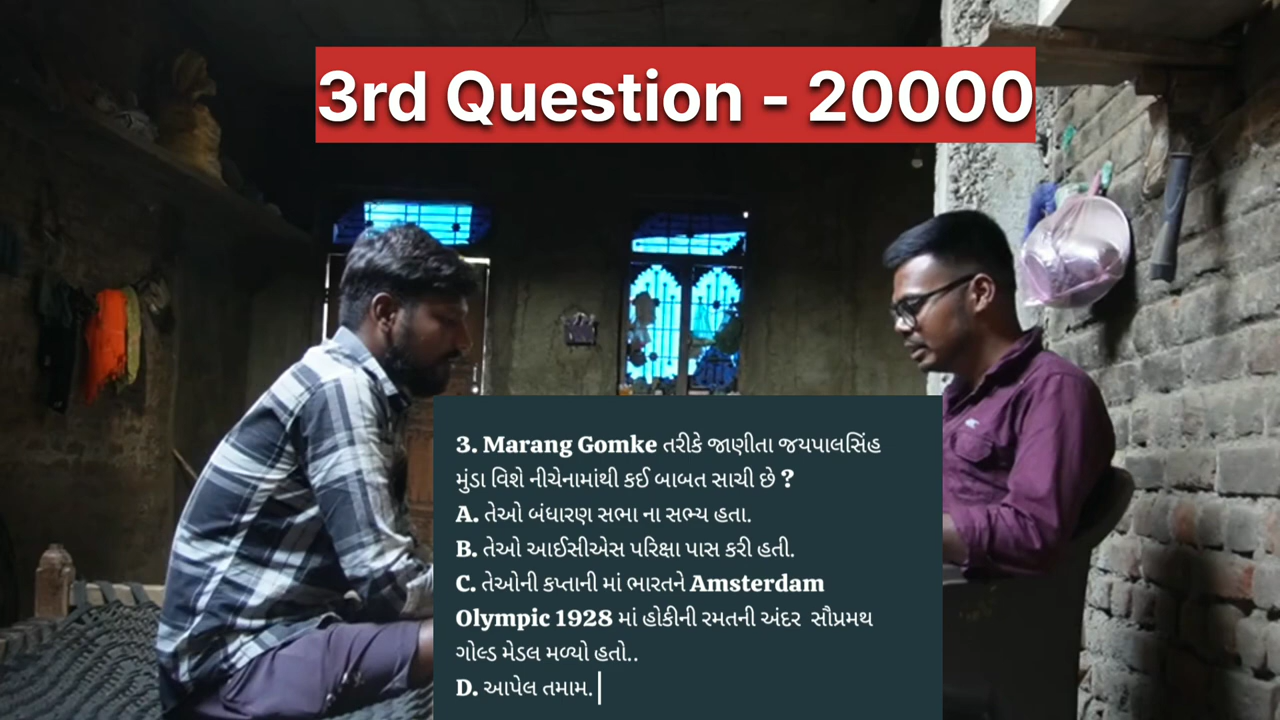 3rd Question - 20000
3. Marang Gomke તરીકે જાણીતા જયપાલસિંહ
મુંડા વિશે નીચેનામાંથી કઈ બાબત સાચી છે ?
A. તેઓ બંધારણ સભા ના સભ્ય હતા.
B. તેઓ આઈસીએસ પરિક્ષા પાસ કરી હતી.
C. તેઓની કપ્તાની માં ભારતને Amsterdam
Olympic 1928 માં હોકીની રમતની અંદર સૌપ્રમથ
ગોલ્ડ મેડલ મળ્યો હતો..
D. આપેલ તમામ.